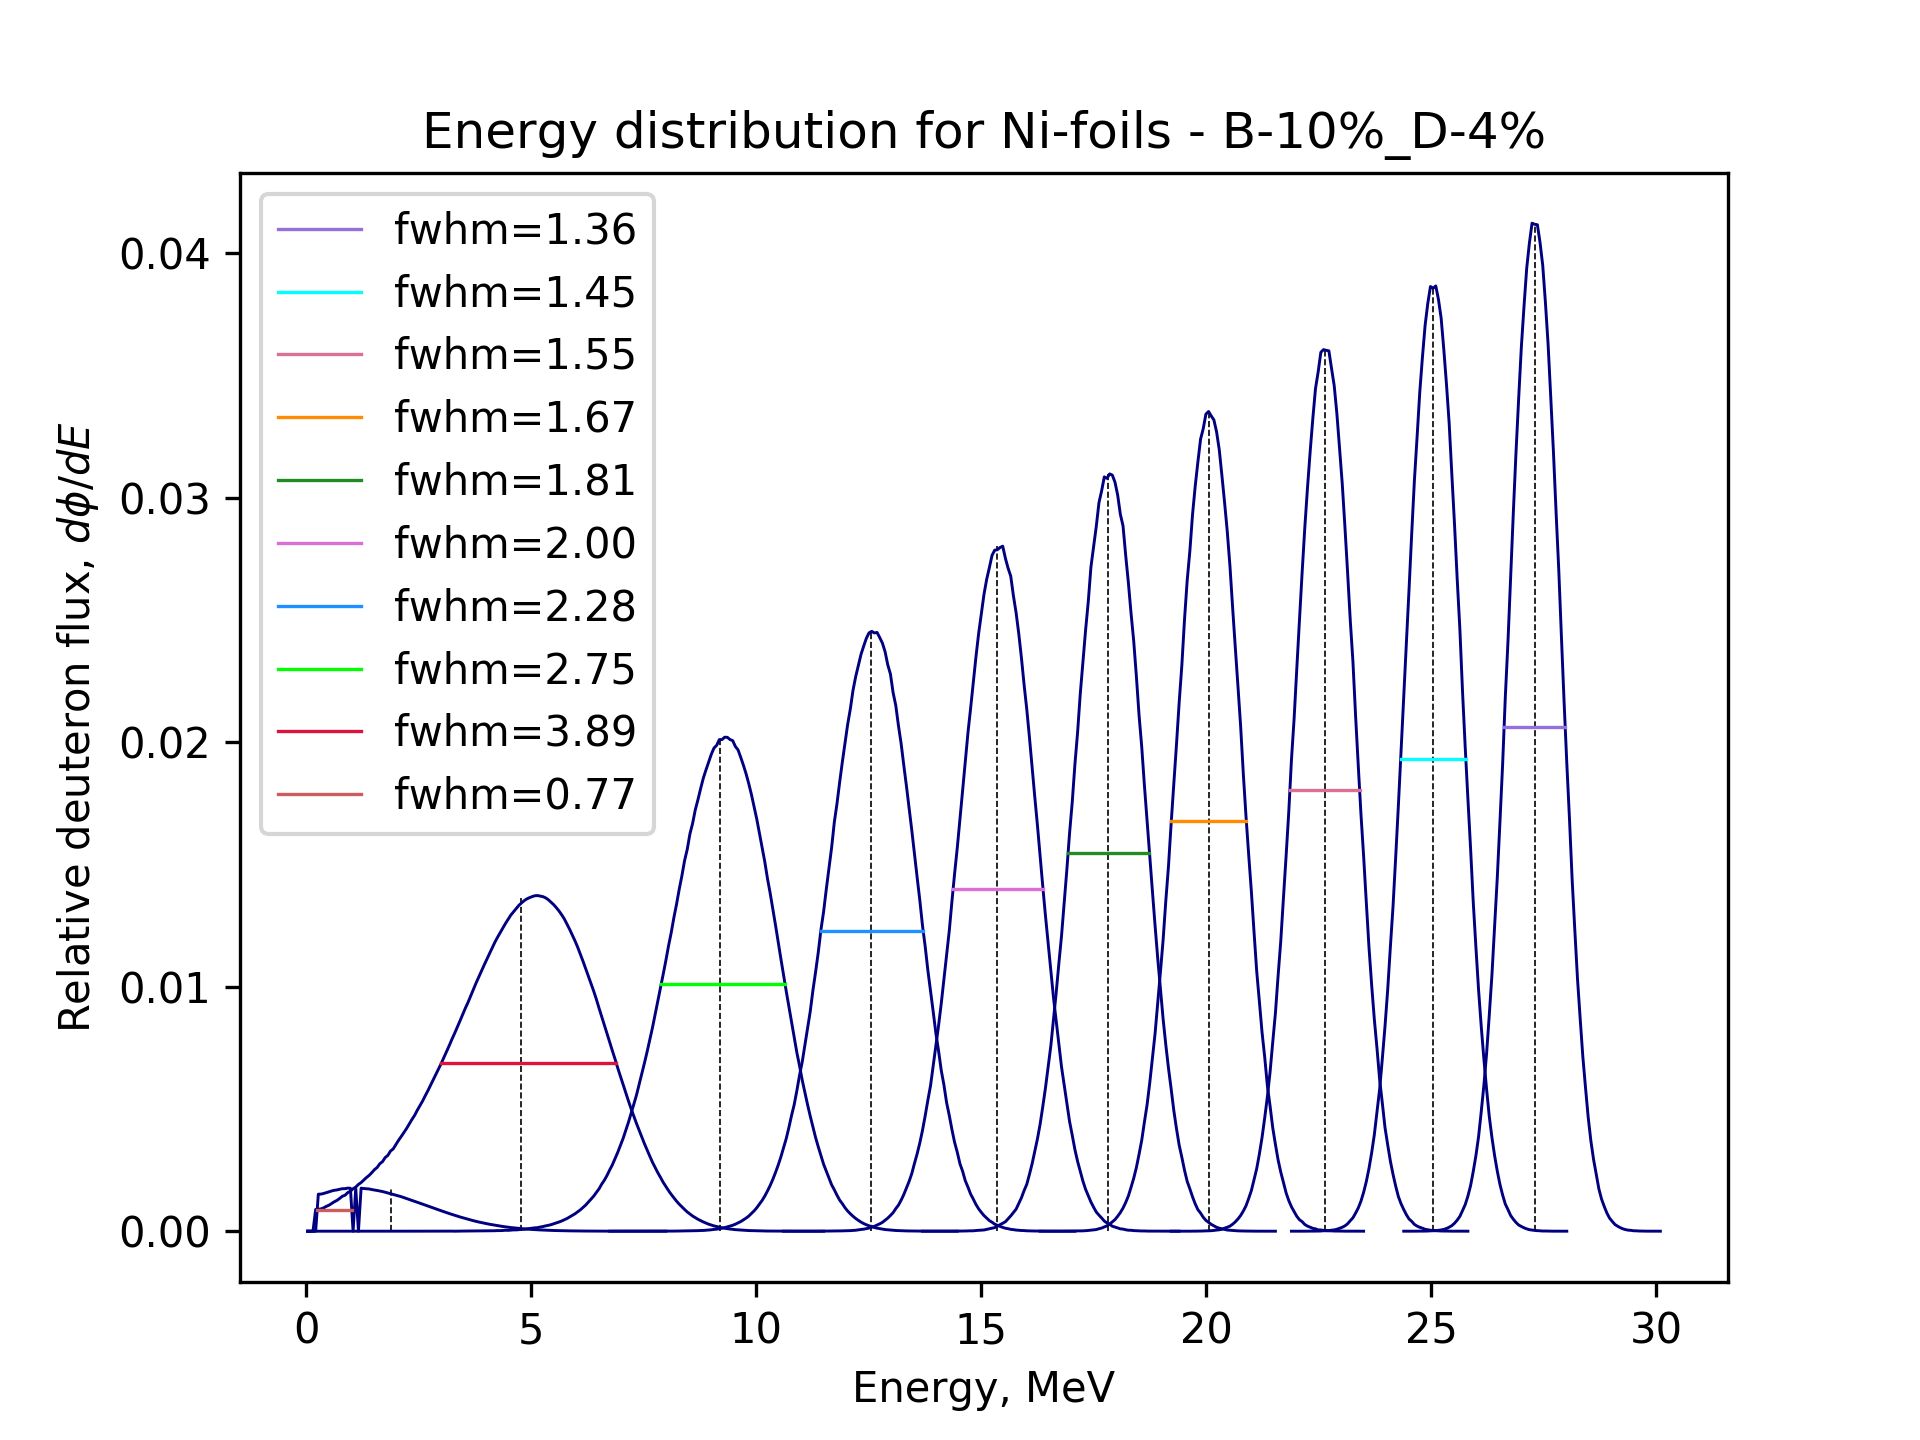 Energy distribution for Ni-foils - B-10%_D-4%
fwhm=1.36
fwhm=1.45
fwhm=1.55
fwhm=1.67
fwhm=1.81
fwhm=2.00
fwhm=2.28
fwhm=2.75
fwhm=3.89
fwhm=0.77
Relative deuteron flux, dϕ/dE
0.04
0.03
0.02
0.01
0.00
0 5 10 15 20 25 30
Energy, MeV